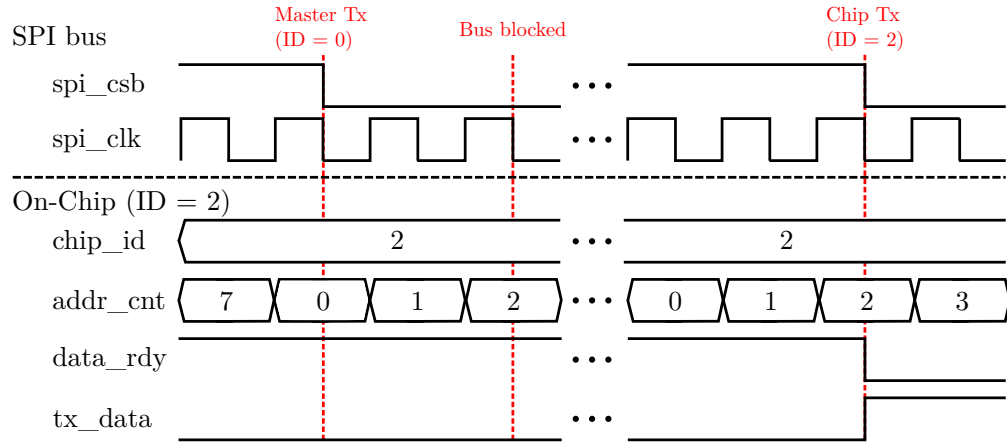 Master Tx
(ID = 0)
Bus blocked
Chip Tx
(ID = 2)
SPI bus
spi_csb
spi_clk
On-Chip (ID = 2)
chip_id 2 2
addr_cnt 7 0 1 2 0 1 2 3
data_rdy
tx_data